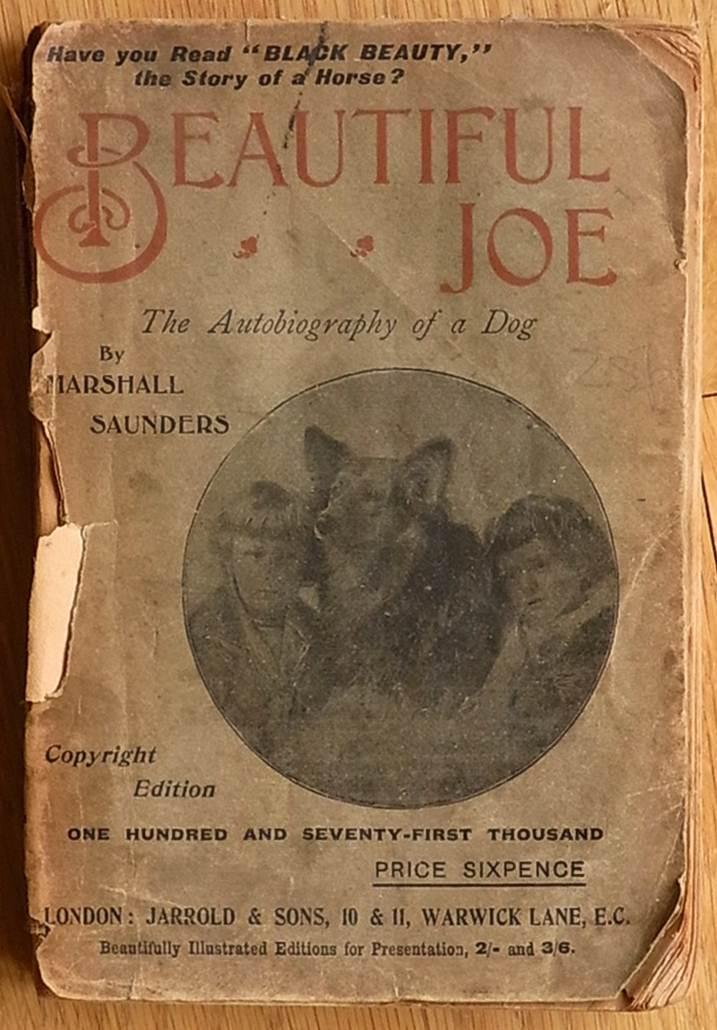 Have you Read "BLACK BEAUTY,"
the Story of a Horse?
BEAUTIFUL
JOE
The Autobiography of a Dog
By
MARSHALL
SAUNDERS
Copyright
Edition
ONE HUNDRED AND SEVENTY-FIRST THOUSAND
PRICE SIXPENCE
LONDON: JARROLD & SONS, 10 & 11, WARWICK LANE, E.C.
Beautifully Illustrated Editions for Presentation, 2/- and 3/6.